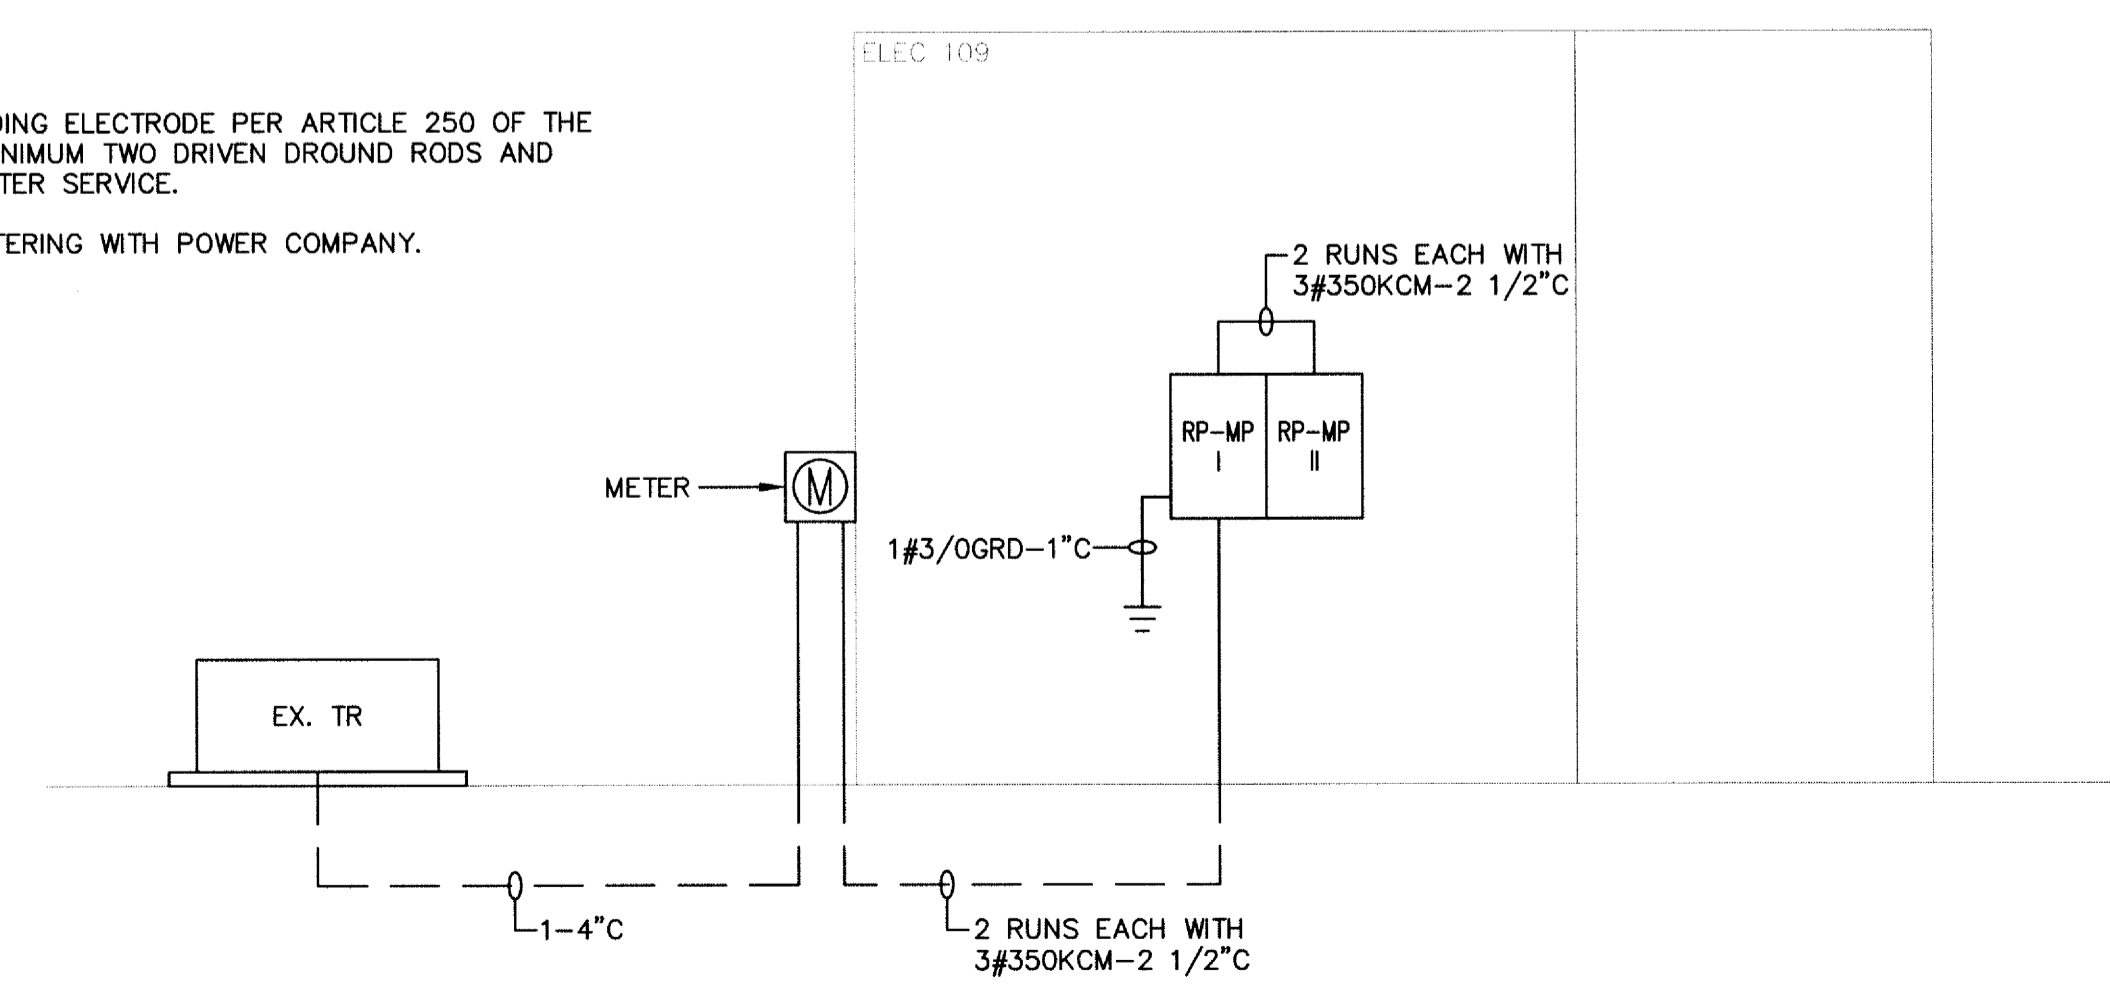 ELEC 109
DING ELECTRODE PER ARTICLE 250 OF THE
NIMUM TWO DRIVEN DROUND RODS AND
TER SERVICE.
TERING WITH POWER COMPANY.
2 RUNS EACH WITH
3#350KCM-2 1/2"C
RP-MP
I
RP-MP
II
METER
M
1#3/0GRD-1"C
EX. TR
1-4"C
2 RUNS EACH WITH
3#350KCM-2 1/2"C